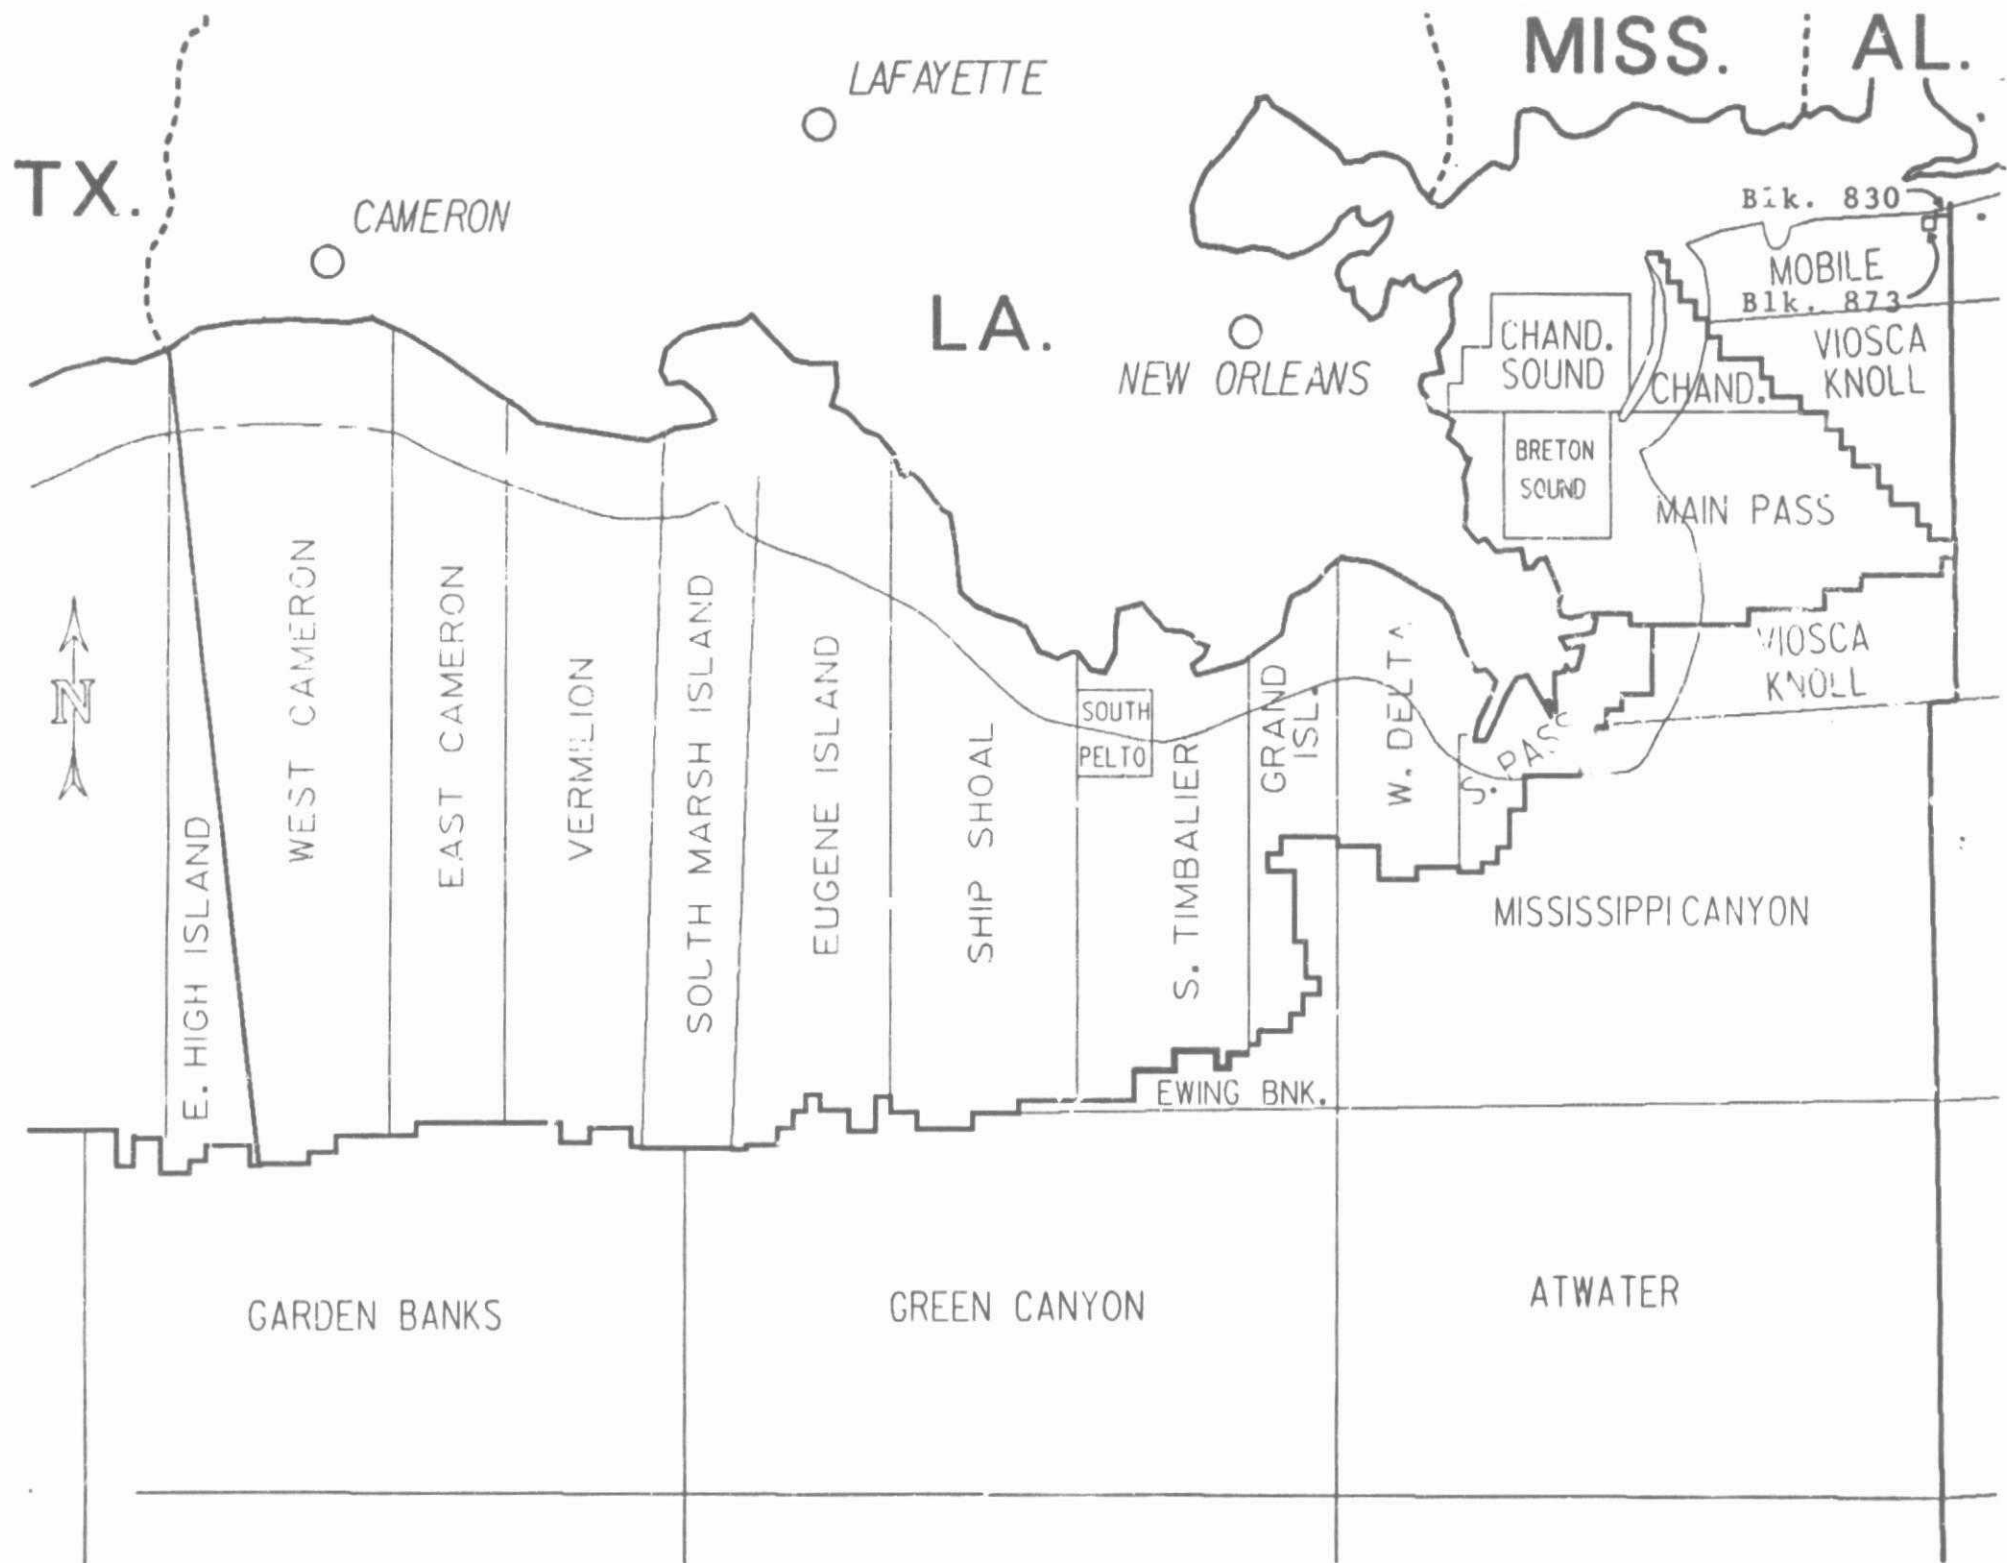 MISS.
AL.
LAFAYETTE
TX.
CAMERON
Blk. 830
MOBILE
Blk. 873
LA.
NEW ORLEANS
CHAND.
SOUND
VIOSCA
KNOLL
CHAND.
BRETON
SOUND
MAIN PASS
N
E. HIGH ISLAND
WEST CAMERON
EAST CAMERON
VERMILION
SOUTH MARSH ISLAND
EUGENE ISLAND
SHIP SHOAL
SOUTH
PELTO
S. TIMBALIER
GRAND
ISL.
W. DELTA
S. PASS
VIOSCA
KNOLL
MISSISSIPPI CANYON
EWING BNK.
GARDEN BANKS
GREEN CANYON
ATWATER